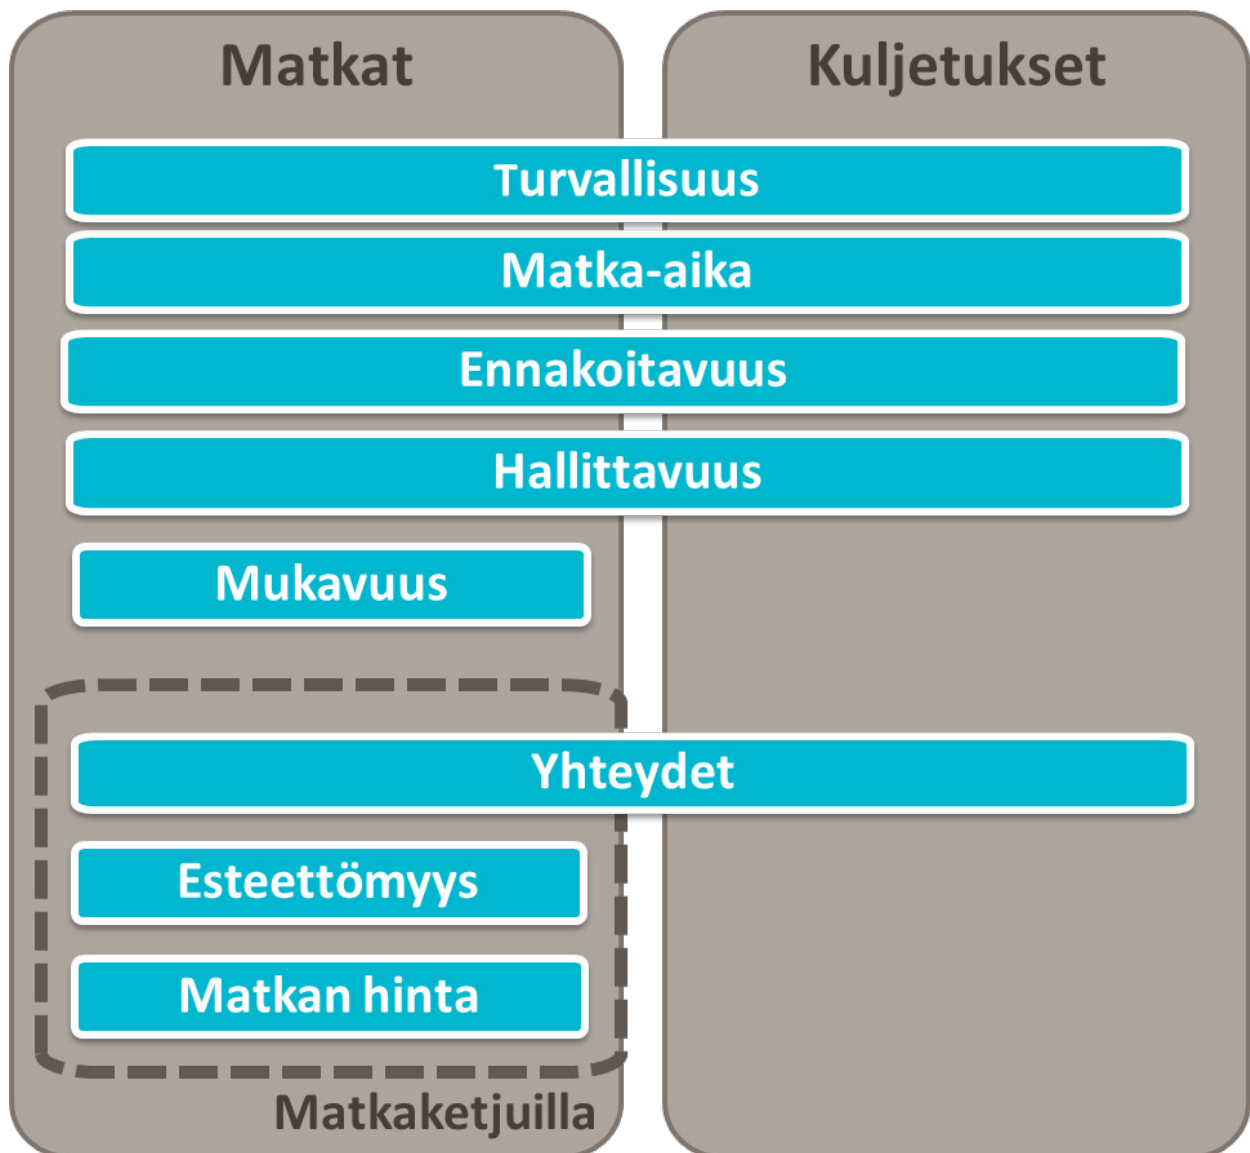 Matkat
Kuljetukset
Turvallisuus
Matka-aika
Ennakoitavuus
Hallittavuus
Mukavuus
Yhteydet
Esteettömyys
Matkan hinta
Matkaketjuilla